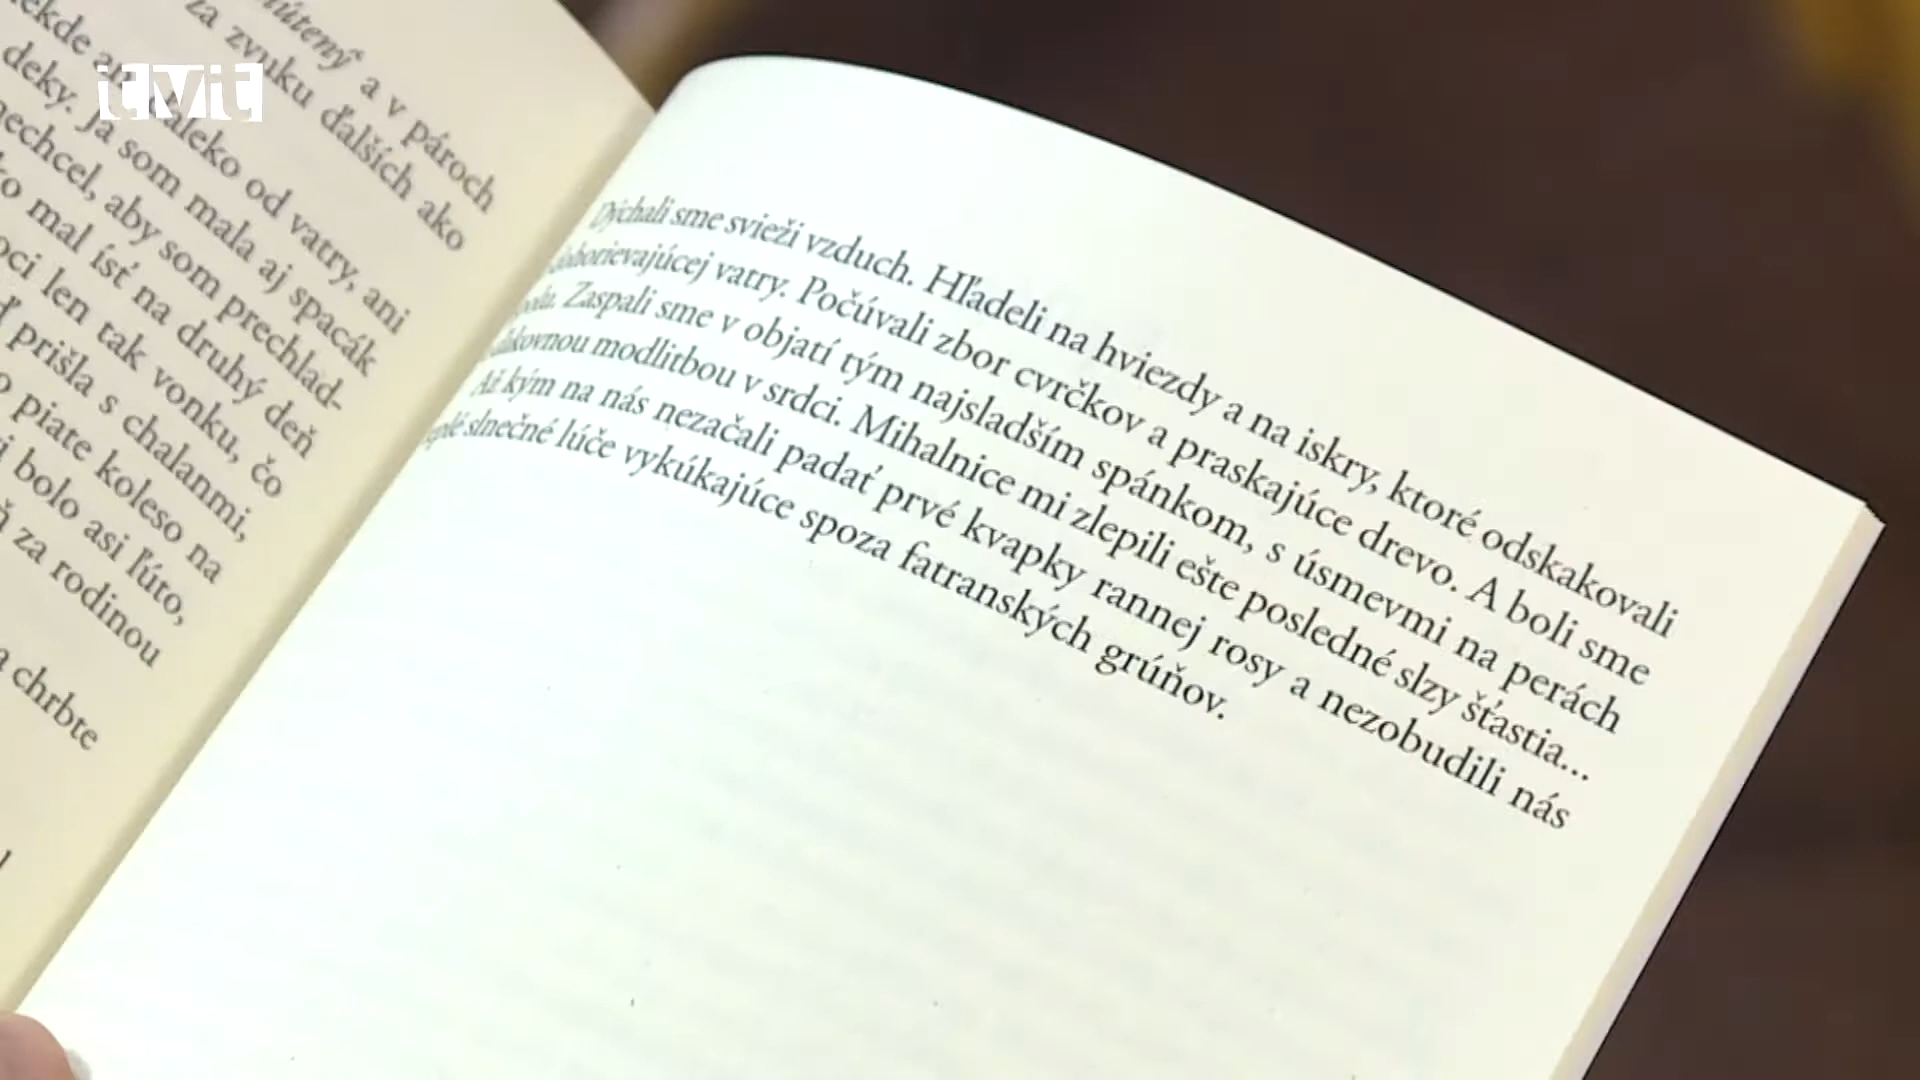 itvit
a v pároch
za zvuku ďalších ako
ďaleko od vatry, ani
deky. Ja som mala aj spacák
nechcel, aby som prechlad-
mal ísť na druhý deň
len tak vonku, čo
prišla s chalanmi,
piate koleso na
bolo asi ľúto,
za rodinou
chrbte
Dýchali sme svieži vzduch. Hľadeli na hviezdy a na iskry, ktoré odskakovali
dohorievajúcej vatry. Počúvali zbor cvrčkov a praskajúce drevo. A boli sme
spolu. Zaspali sme v objatí tým najsladším spánkom, s úsmevmi na perách
modlitbou v srdci. Mihalnice mi zlepili ešte posledné slzy šťastia...
Až kým na nás nezačali padať prvé kvapky rannej rosy a nezobudili nás
slnečné lúče vykúkajúce spoza fatranských grúňov.